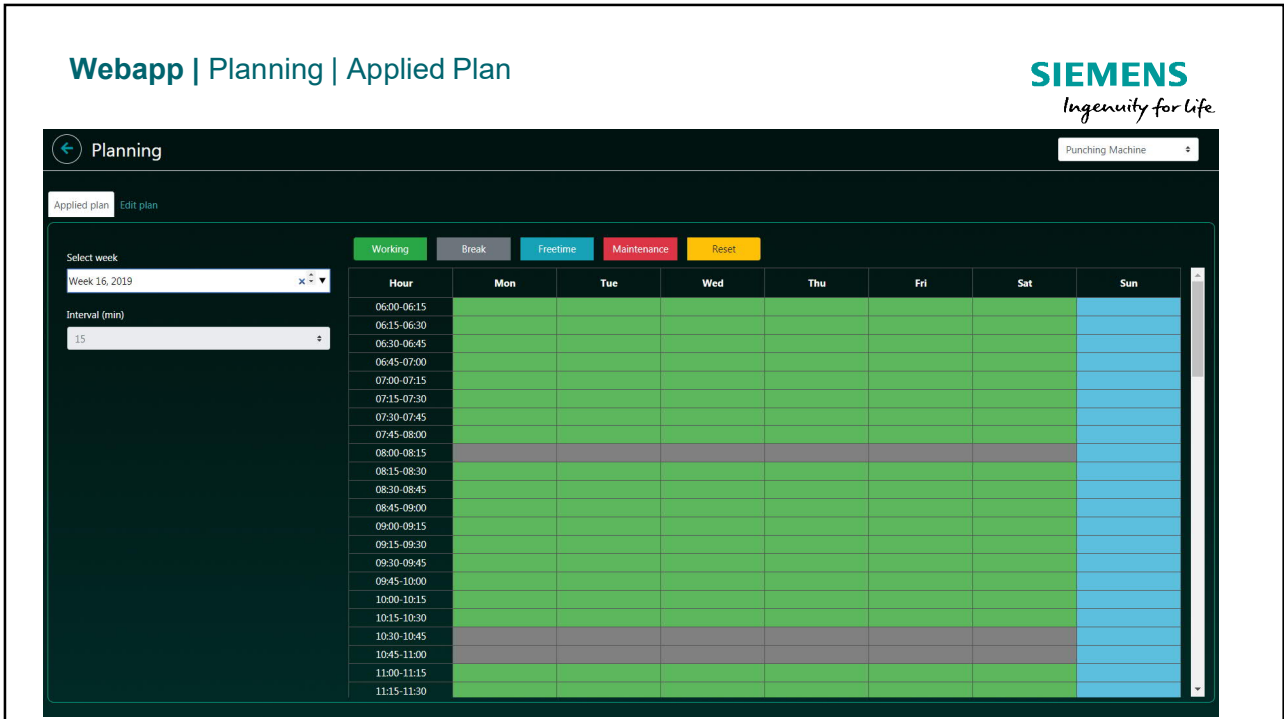 Webapp | Planning | Applied Plan
SIEMENS
Ingenuity for life
Planning
Punching Machine
Applied plan Edit plan
Working Break Freetime Maintenance Reset
Select week
Week 16, 2019
Interval (min)
15
Hour Mon Tue Wed Thu Fri Sat Sun
06:00-06:15
06:15-06:30
06:30-06:45
06:45-07:00
07:00-07:15
07:15-07:30
07:30-07:45
07:45-08:00
08:00-08:15
08:15-08:30
08:30-08:45
08:45-09:00
09:00-09:15
09:15-09:30
09:30-09:45
09:45-10:00
10:00-10:15
10:15-10:30
10:30-10:45
10:45-11:00
11:00-11:15
11:15-11:30